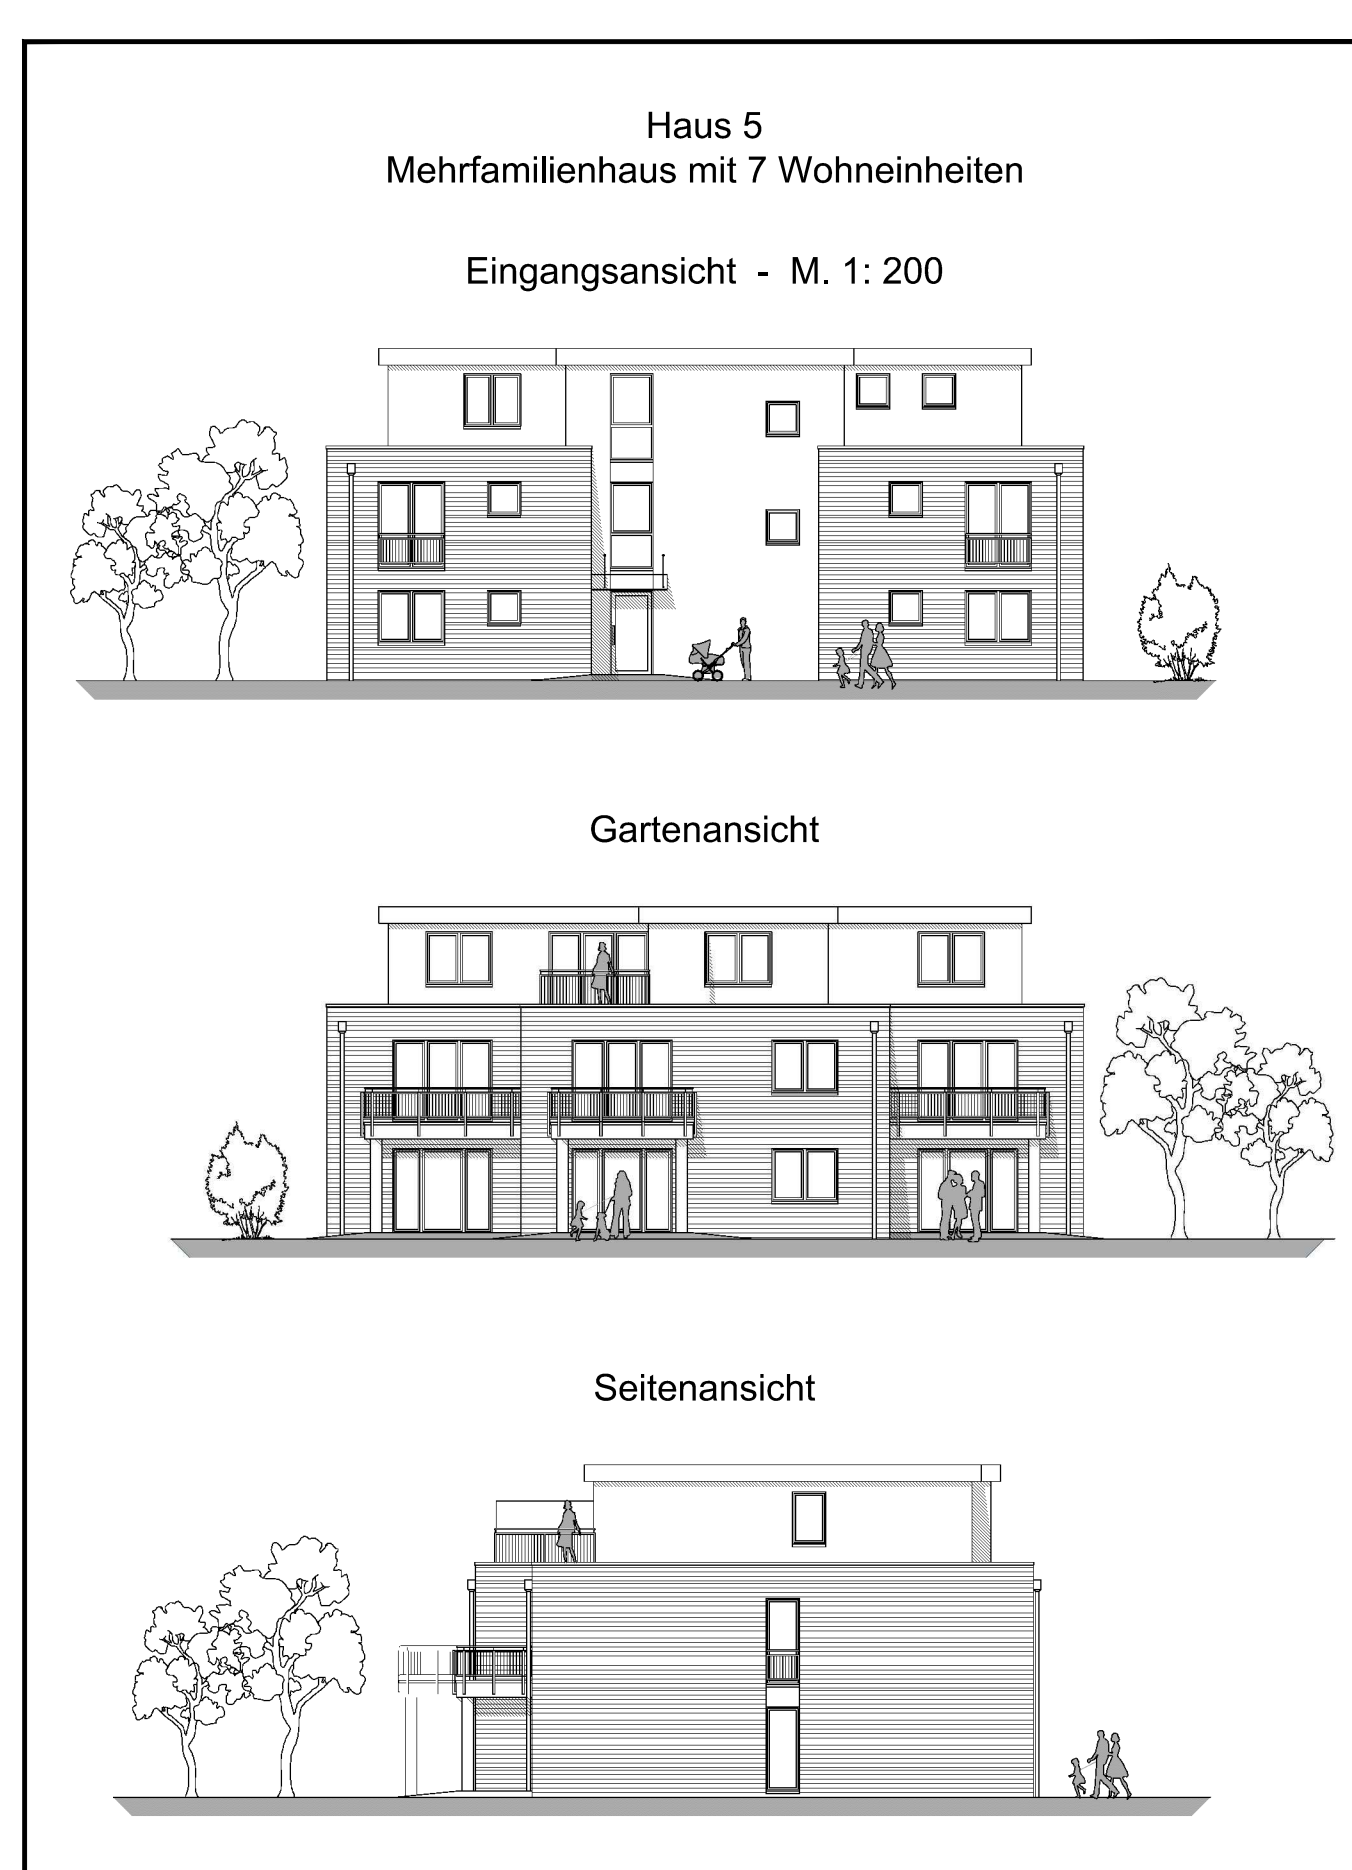 Haus 5
Mehrfamilienhaus mit 7 Wohneinheiten
Eingangsansicht - M. 1: 200
Gartenansicht
Seitenansicht